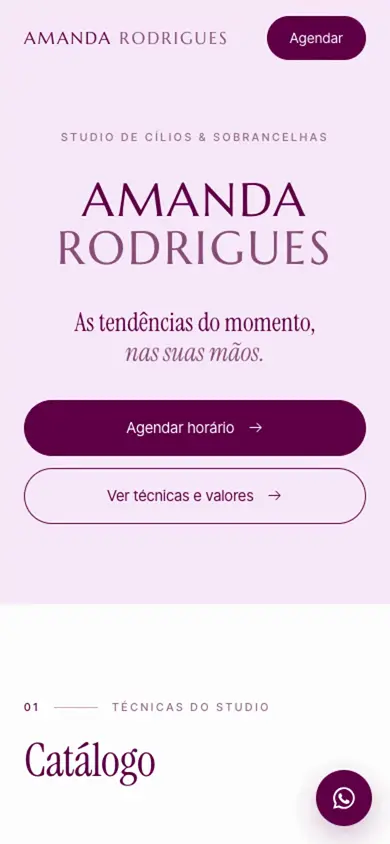 AMANDA RODRIGUES
Agendar
STUDIO DE CÍLIOS & SOBRANCELHAS
AMANDA
RODRIGUES
As tendências do momento,
nas suas mãos.
Agendar horário →
Ver técnicas e valores →
01
TÉCNICAS DO STUDIO
Catálogo